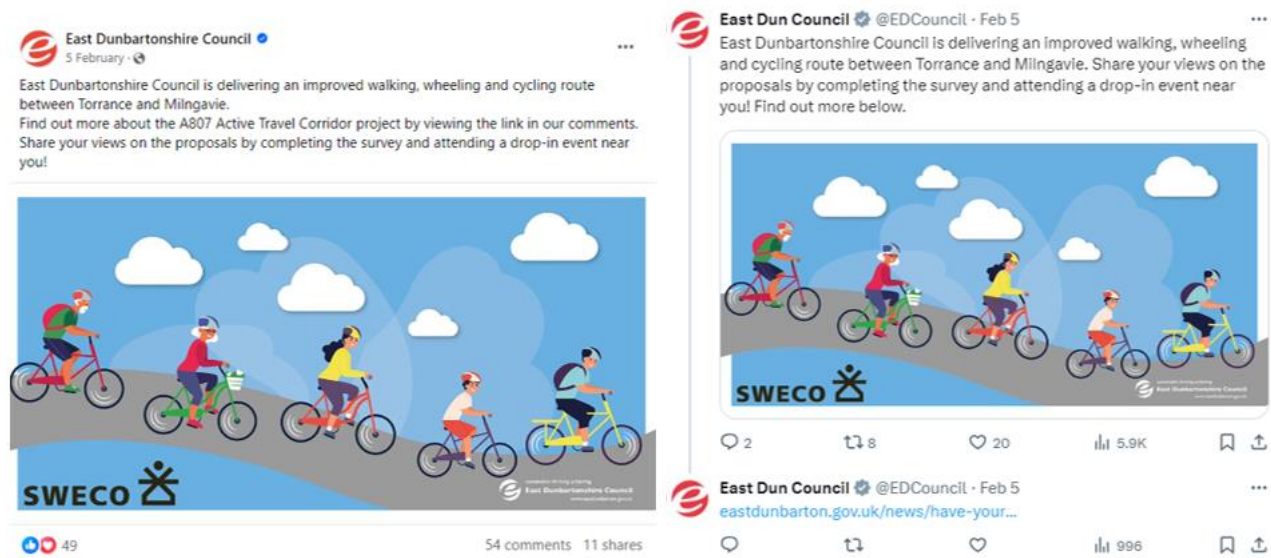 East Dunbartonshire Council
5 February ·
East Dunbartonshire Council is delivering an improved walking, wheeling and cycling route
between Torrance and Milngavie.
Find out more about the A807 Active Travel Corridor project by viewing the link in our comments.
Share your views on the proposals by completing the survey and attending a drop-in event near
you!
SWECO
East Dunbartonshire Council
49
54 comments 11 shares
East Dun Council @EDCouncil · Feb 5
East Dunbartonshire Council is delivering an improved walking, wheeling
and cycling route between Torrance and Milngavie. Share your views on the
proposals by completing the survey and attending a drop-in event near
you! Find out more below.
SWECO
East Dunbartonshire Council
2 8 20 5.9K
East Dun Council @EDCouncil · Feb 5
eastdunbarton.gov.uk/news/have-your...
996